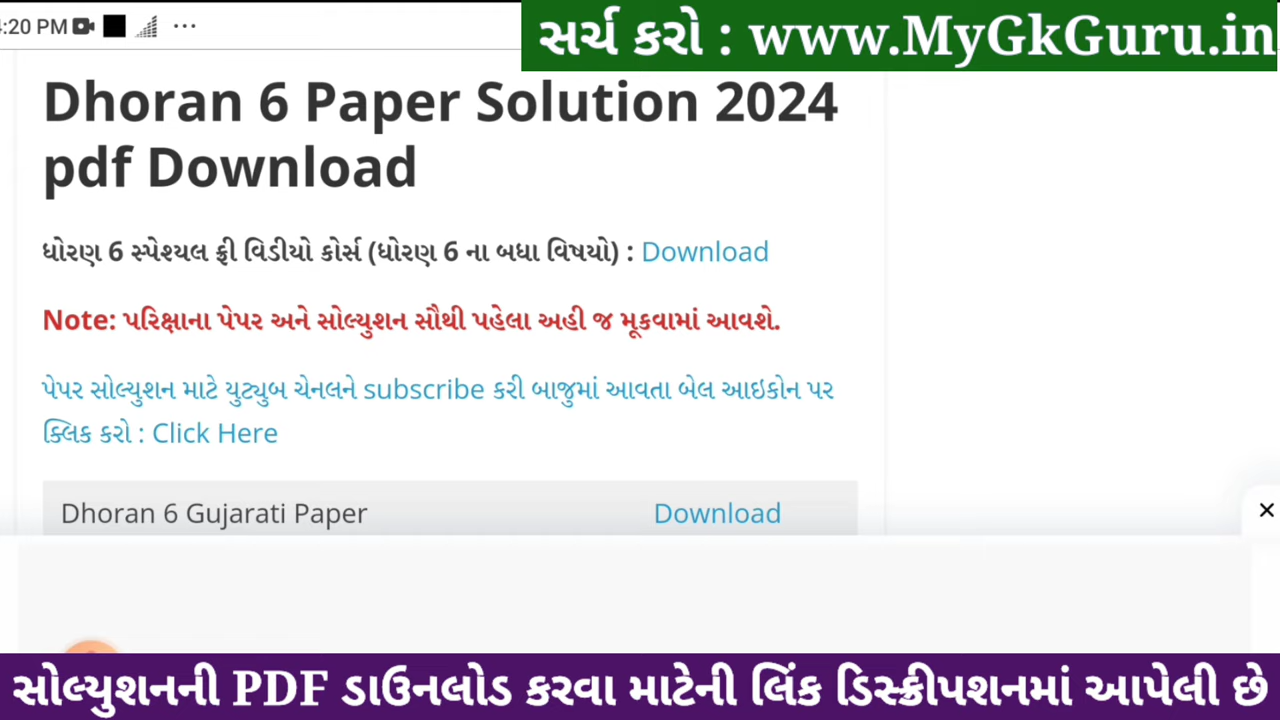 :20 PM
સર્ચ કરો : www.MyGkGuru.in
Dhoran 6 Paper Solution 2024
pdf Download
ધોરણ 6 સ્પેશ્યલ ફ્રી વિડીયો કોર્સ (ધોરણ 6 ના બધા વિષયો) : Download
Note: પરિક્ષાના પેપર અને સોલ્યુશન સૌથી પહેલા અહી જ મૂકવામાં આવશે.
પેપર સોલ્યુશન માટે યુટ્યુબ ચેનલને subscribe કરી બાજુમાં આવતા બેલ આઇકોન પર
ક્લિક કરો : Click Here
Dhoran 6 Gujarati Paper Download
સોલ્યુશનની PDF ડાઉનલોડ કરવા માટેની લિંક ડિસ્ક્રીપશનમાં આપેલી છે